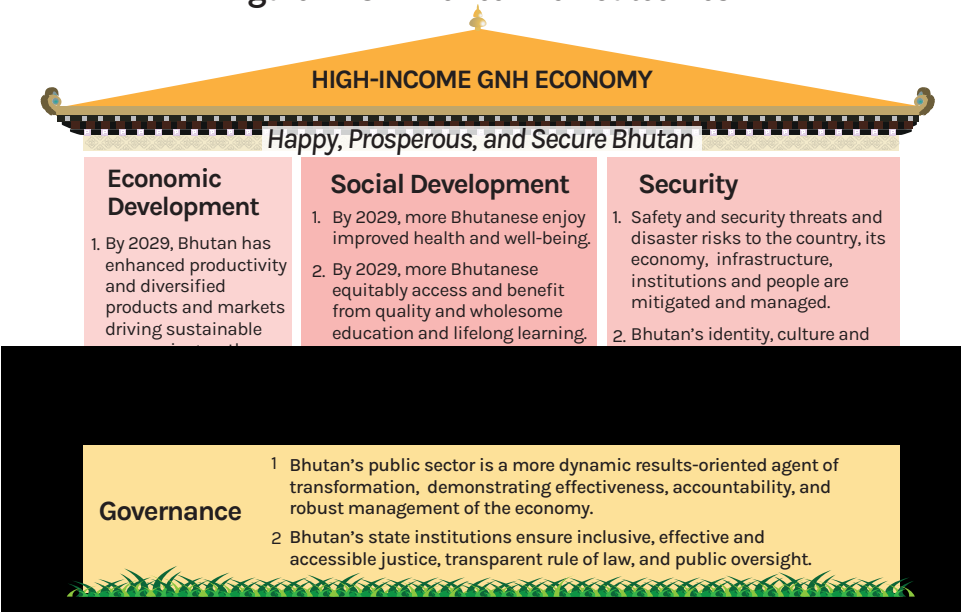 HIGH-INCOME GNH ECONOMY
Happy, Prosperous, and Secure Bhutan
Economic
Development
1. By 2029, Bhutan has
enhanced productivity
and diversified
products and markets
driving sustainable
Social Development
1. By 2029, more Bhutanese enjoy
improved health and well-being.
2. By 2029, more Bhutanese
equitably access and benefit
from quality and wholesome
education and lifelong learning.
Security
1. Safety and security threats and
disaster risks to the country, its
economy, infrastructure,
institutions and people are
mitigated and managed.
2. Bhutan's identity, culture and
Governance
1 Bhutan's public sector is a more dynamic results-oriented agent of
transformation, demonstrating effectiveness, accountability, and
robust management of the economy.
2 Bhutan's state institutions ensure inclusive, effective and
accessible justice, transparent rule of law, and public oversight.